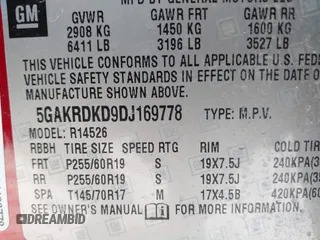 MFD BY GENERAL MOTORS LLC
GM
GVWR GAWR FRT GAWR RR
2908 KG 1450 KG 1600 KG
6411 LB 3196 LB 3527 LB
THIS VEHICLE CONFORMS TO ALL APPLICABLE U.S. FED
SAFETY STANDARDS IN EFFECT ON THE DATE OF
MANUFACTURE SHOWN ABOVE.
5GAKRDKD9DJ169778 TYPE: M.P.V.
MODEL: R14526
RBBH TIRE SIZE SPEED RTG RIM COLD TI
FRT P255/60R19 S 19X7.5J 240KPA(3
RR P255/60R19 S 19X7.5J 240KPA(35
SPA T145/70R17 M 17X4.5B 420KPA(60
SEE OWNER'S MANUAL FOR MORE INFORMATION.
DREAMBID